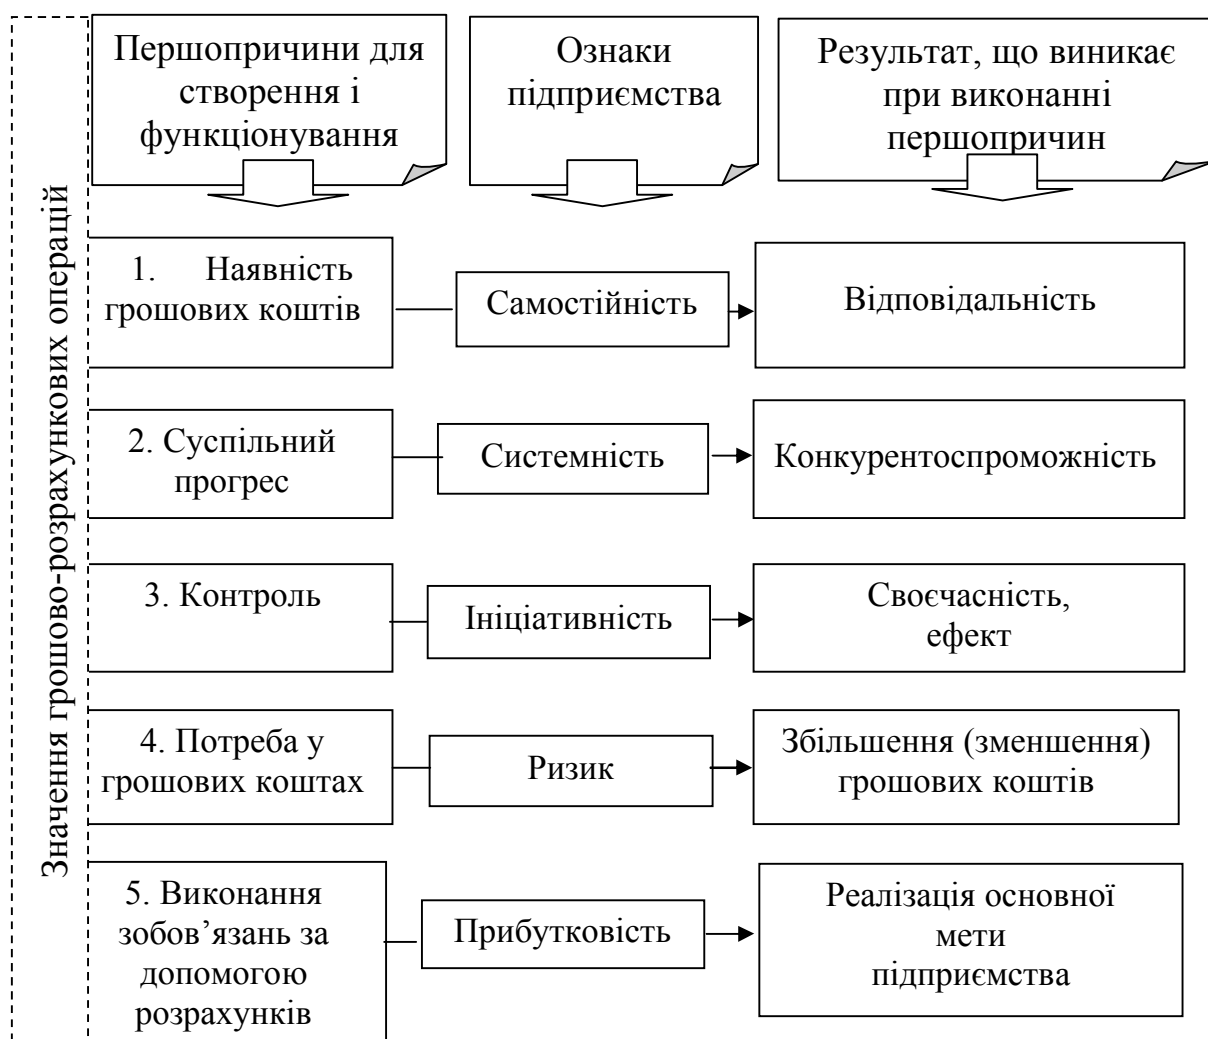 Значення грошово-розрахункових операцій
Першопричини для
створення і
функціонування
Ознаки
підприємства
Результат, що виникає
при виконанні
першопричин
1. Наявність
грошових коштів
Самостійність
Відповідальність
2. Суспільний
прогрес
Системність
Конкурентоспроможність
3. Контроль
Ініціативність
Своєчасність,
ефект
4. Потреба у
грошових коштах
Ризик
Збільшення (зменшення)
грошових коштів
5. Виконання
зобов’язань за
допомогою
розрахунків
Прибутковість
Реалізація основної
мети
підприємства